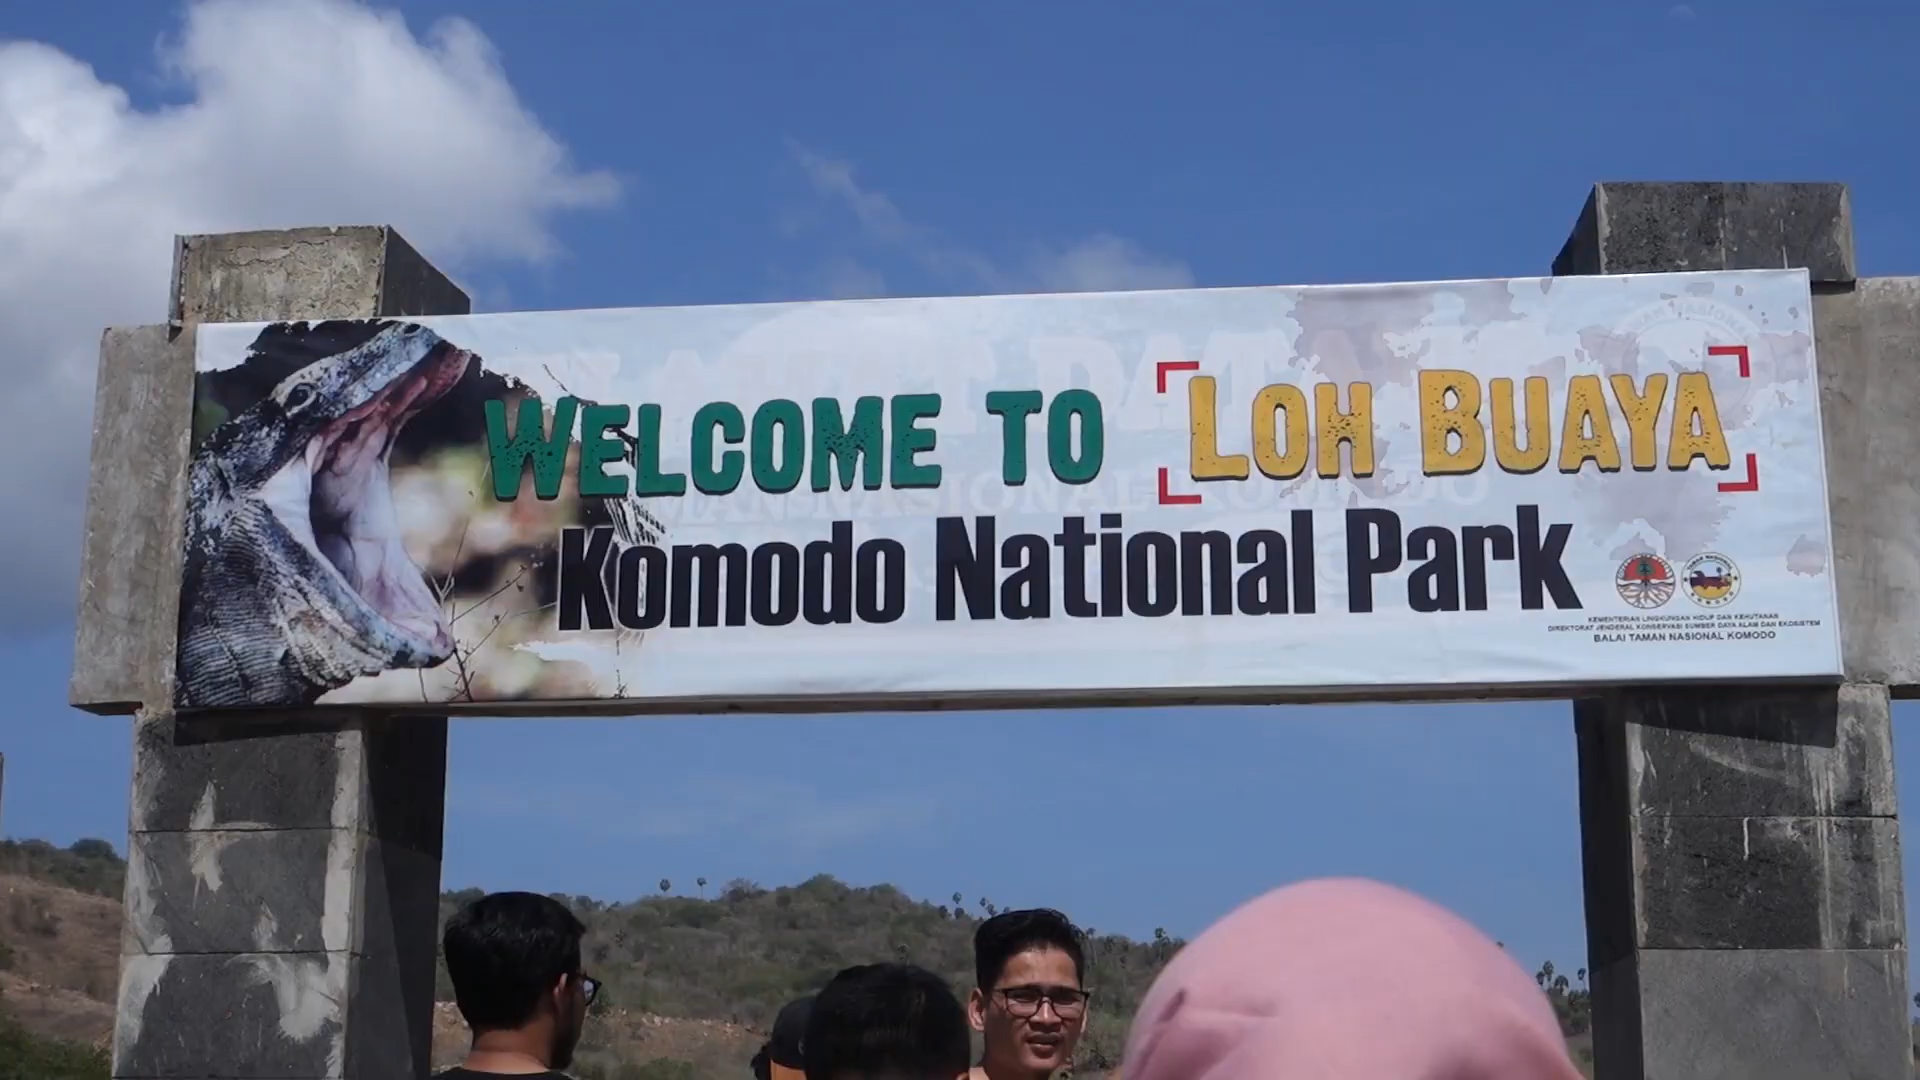 WELCOME TO LOH BUAYA
Komodo National Park
KEMENTERIAN LINGKUNGAN HIDUP DAN KEHUTANAN
DIREKTORAT JENDERAL KONSERVASI SUMBER DAYA ALAM DAN EKOSISTEM
BALAI TAMAN NASIONAL KOMODO